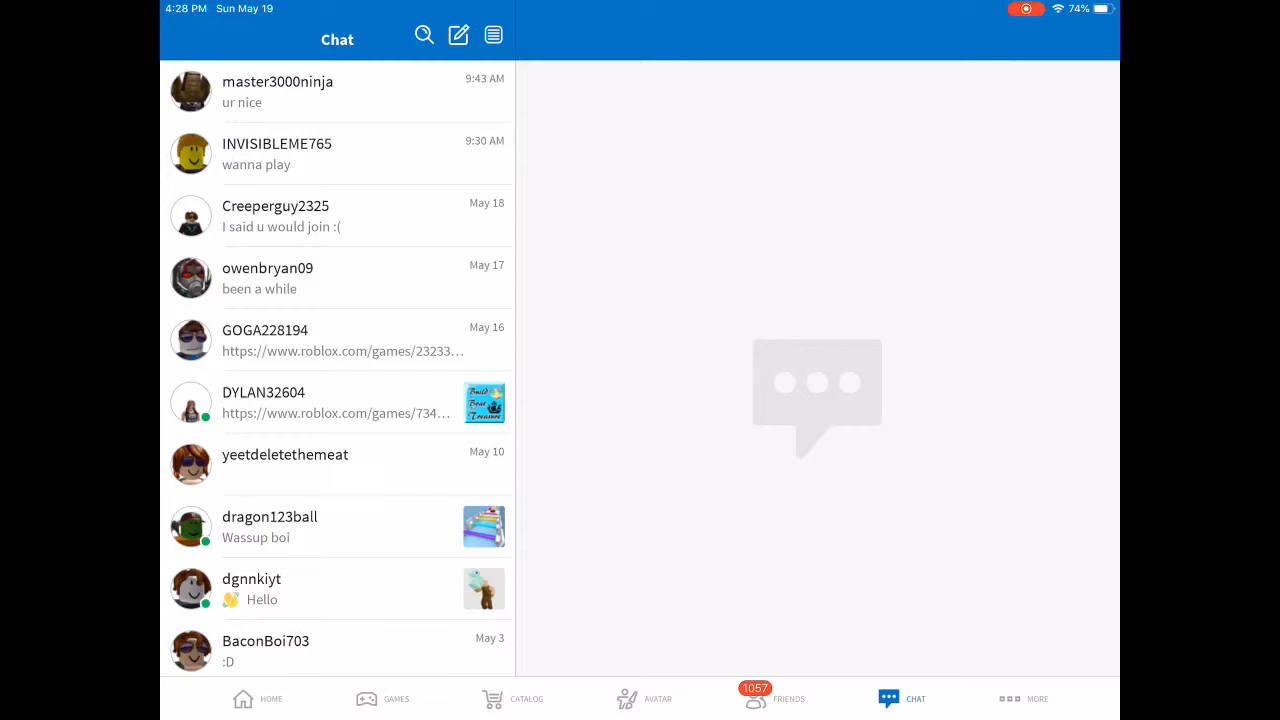 4:28 PM Sun May 19
74%
Chat
master3000ninja
9:43 AM
ur nice
INVISIBLEME765
9:30 AM
wanna play
Creeperguy2325
May 18
I said u would join :(
owenbryan09
May 17
been a while
GOGA228194
May 16
https://www.roblox.com/games/23233...
DYLAN32604
https://www.roblox.com/games/734...
Build
Boat
Treasure
yeetdeletethemeat
May 10
dragon123ball
Wassup boi
dgnnkiyt
👋 Hello
BaconBoi703
May 3
:D
HOME
GAMES
CATALOG
AVATAR
1057
FRIENDS
CHAT
MORE